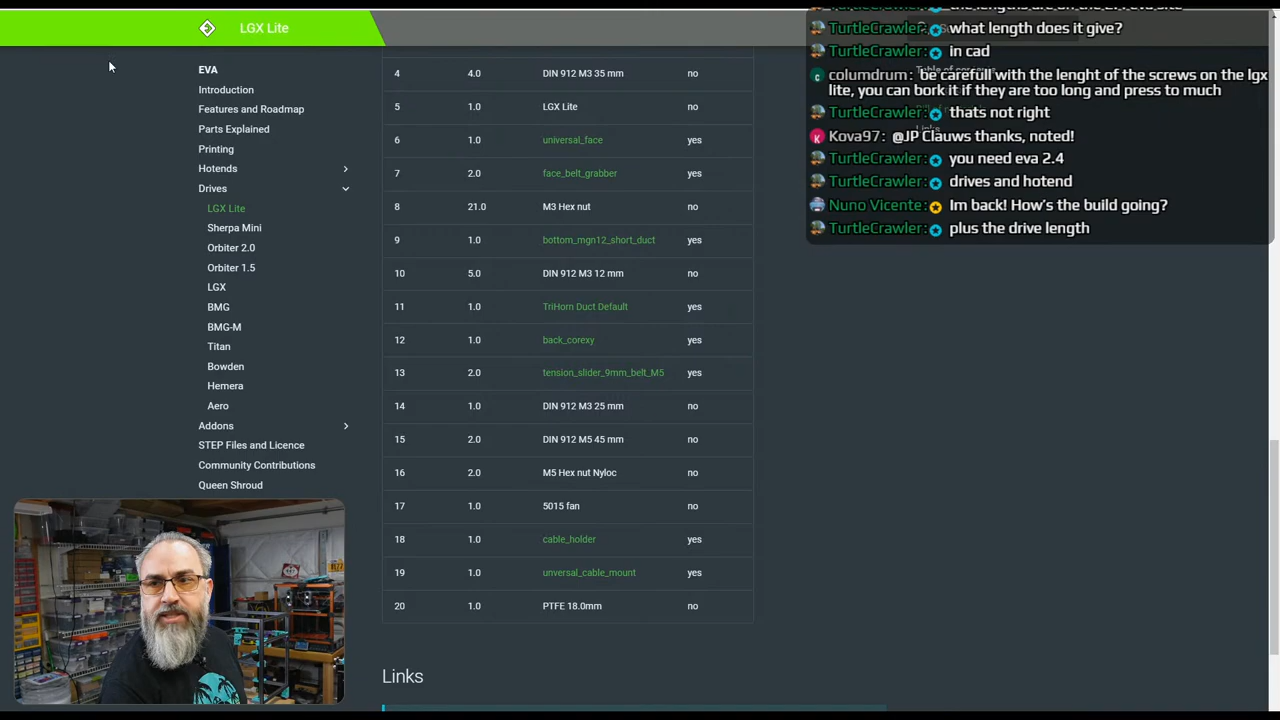 LGX Lite
EVA
Introduction
Features and Roadmap
Parts Explained
Printing
Hotends
Drives
LGX Lite
Sherpa Mini
Orbiter 2.0
Orbiter 1.5
LGX
BMG
BMG-M
Titan
Bowden
Hemera
Aero
Addons
STEP Files and Licence
Community Contributions
Queen Shroud
4 4.0 DIN 912 M3 35 mm no
5 1.0 LGX Lite no
6 1.0 universal_face yes
7 2.0 face_belt_grabber yes
8 21.0 M3 Hex nut no
9 1.0 bottom_mgn12_short_duct yes
10 5.0 DIN 912 M3 12 mm no
11 1.0 TriHorn Duct Default yes
12 1.0 back_corexy yes
13 2.0 tension_slider_9mm_belt_M5 yes
14 1.0 DIN 912 M3 25 mm no
15 2.0 DIN 912 M5 45 mm no
16 2.0 M5 Hex nut Nyloc no
17 1.0 5015 fan no
18 1.0 cable_holder yes
19 1.0 unversal_cable_mount yes
20 1.0 PTFE 18.0mm no
Links
TurtleCrawler: what length does it give?
TurtleCrawler: in cad
columdrum: be carefull with the lenght of the screws on the lgx
lite, you can bork it if they are too long and press to much
TurtleCrawler: thats not right
Kova97: @JP Clauws thanks, noted!
TurtleCrawler: you need eva 2.4
TurtleCrawler: drives and hotend
Nuno Vicente: Im back! How's the build going?
TurtleCrawler: plus the drive length